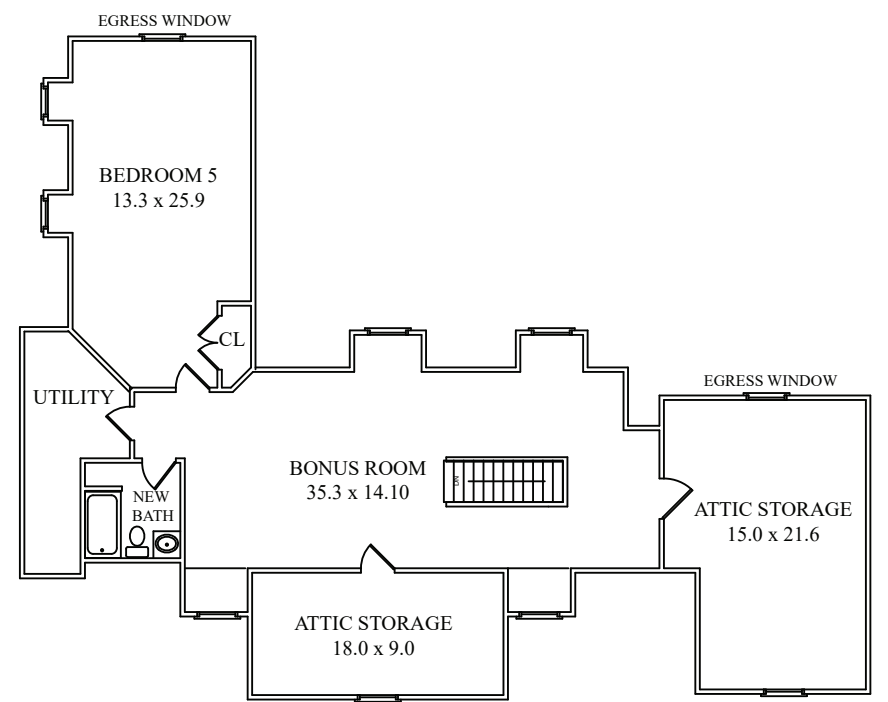 EGRESS WINDOW
BEDROOM 5
13.3 x 25.9
CL
UTILITY
EGRESS WINDOW
BONUS ROOM
35.3 x 14.10
DN
NEW
BATH
ATTIC STORAGE
15.0 x 21.6
ATTIC STORAGE
18.0 x 9.0